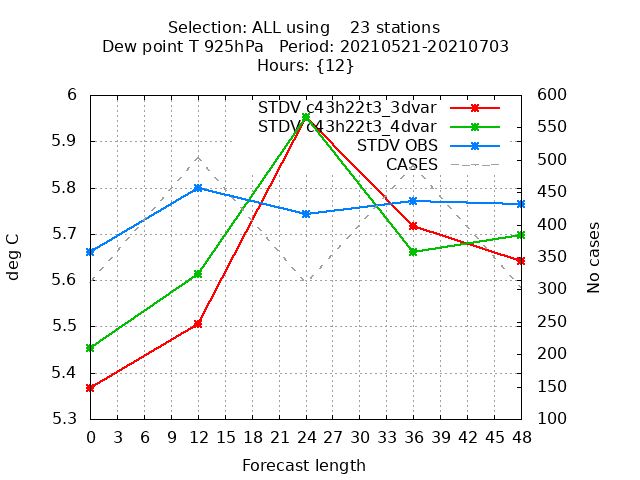 Selection: ALL using    23 stations
Dew point T 925hPa   Period: 20210521-20210703
Hours: {12}
STDV c43h22t3_3dvar
STDV c43h22t3_4dvar
STDV OBS
CASES
6
5.9
5.8
5.7
5.6
5.5
5.4
5.3
600
550
500
450
400
350
300
250
200
150
100
deg C
No cases
0 3 6 9 12 15 18 21 24 27 30 33 36 39 42 45 48
Forecast length